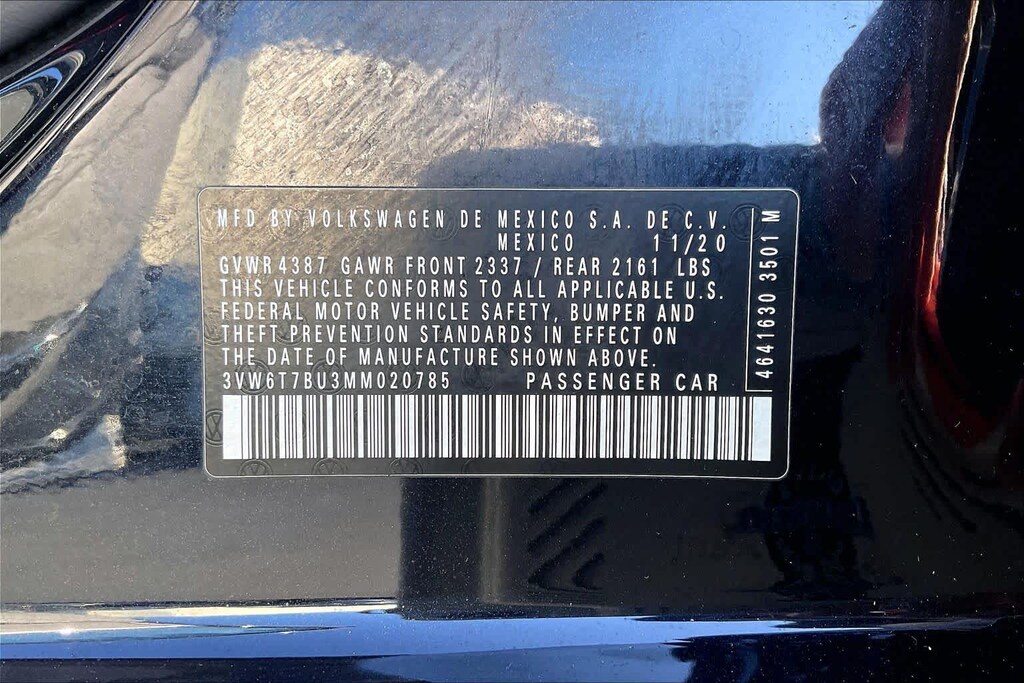 MFD BY VOLKSWAGEN DE MEXICO S.A. DE C.V.
MEXICO 11/20
GVWR 4387 GAWR FRONT 2337 / REAR 2161 LBS
THIS VEHICLE CONFORMS TO ALL APPLICABLE U.S.
FEDERAL MOTOR VEHICLE SAFETY, BUMPER AND
THEFT PREVENTION STANDARDS IN EFFECT ON
THE DATE OF MANUFACTURE SHOWN ABOVE.
3VW6T7BU3MM020785 PASSENGER CAR
4641630 3501 M